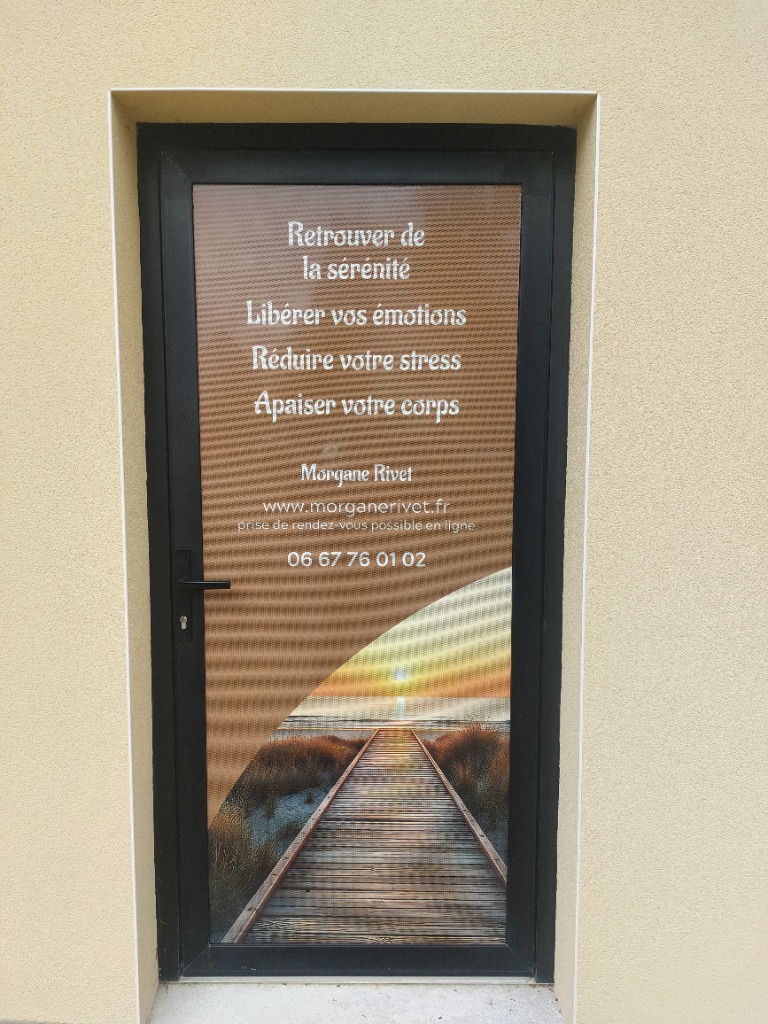 Retrouver de
la sérénité
Libérer vos émotions
Réduire votre stress
Apaiser votre corps
Morgane Rivet
www.morganerivet.fr
prise de rendez-vous possible en ligne
06 67 76 01 02